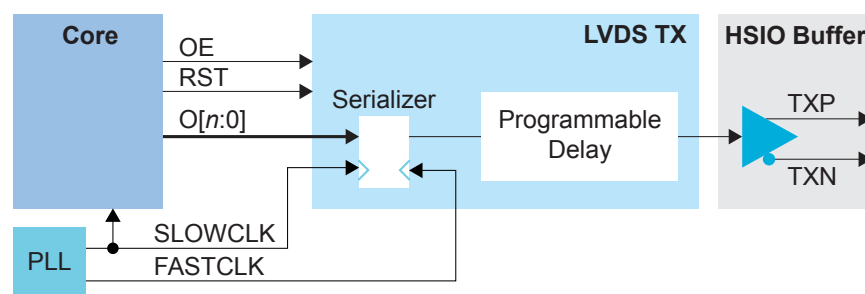 Core
LVDS TX
HSIO Buffer
OE
RST
O[n:0]
Serializer
Programmable
Delay
TXP
TXN
SLOWCLK
FASTCLK
PLL